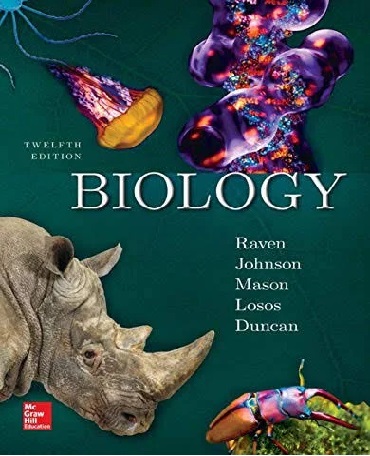 TWELFTH
EDITION
BIOLOGY
Raven
Johnson
Mason
Losos
Duncan
Mc
Graw
Hill
Education